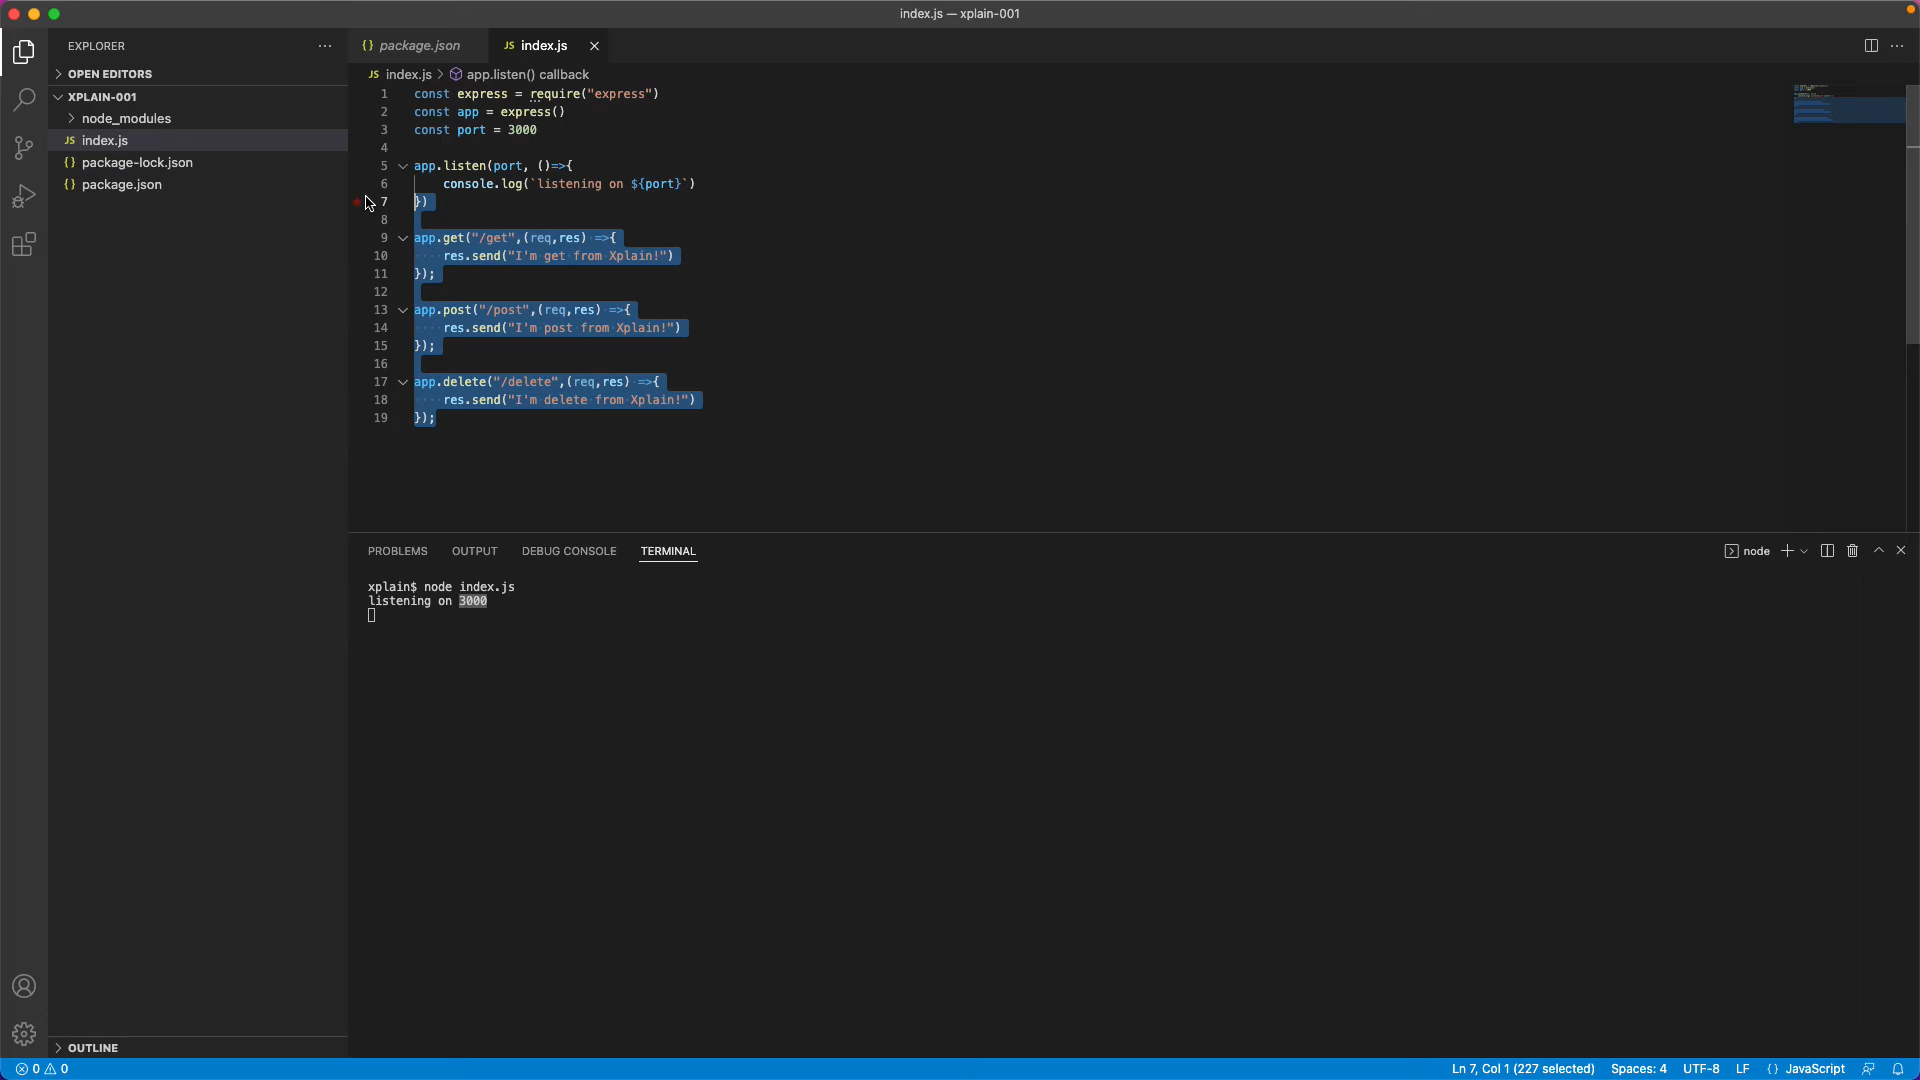 index.js — xplain-001
EXPLORER
OPEN EDITORS
XPLAIN-001
node_modules
JS index.js
{} package-lock.json
{} package.json
OUTLINE
{} package.json
JS index.js
JS index.js > app.listen() callback
1 const express = require("express")
2 const app = express()
3 const port = 3000
4
5 app.listen(port, ()=>{
6 console.log(`listening on ${port}`)
7 })
8
9 app.get("/get",(req,res) =>{
10 res.send("I'm get from Xplain!")
11 });
12
13 app.post("/post",(req,res) =>{
14 res.send("I'm post from Xplain!")
15 });
16
17 app.delete("/delete",(req,res) =>{
18 res.send("I'm delete from Xplain!")
19 });
PROBLEMS OUTPUT DEBUG CONSOLE TERMINAL
node
xplain$ node index.js
listening on 3000
0 0
Ln 7, Col 1 (227 selected) Spaces: 4 UTF-8 LF {} JavaScript